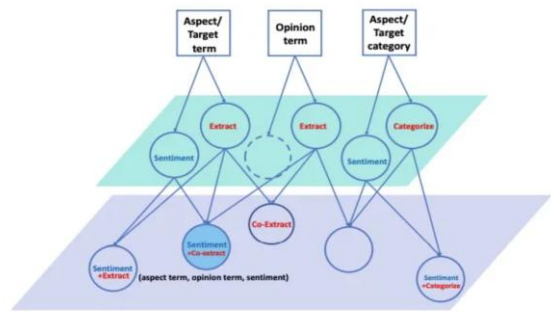 Aspect/
Target
term
Opinion
term
Aspect/
Target
category
Extract
Extract
Categorize
Sentiment
Sentiment
Co-Extract
Sentiment
+Co-extract
Sentiment
+Extract
(aspect term, opinion term, sentiment)
Sentiment
+Categorize